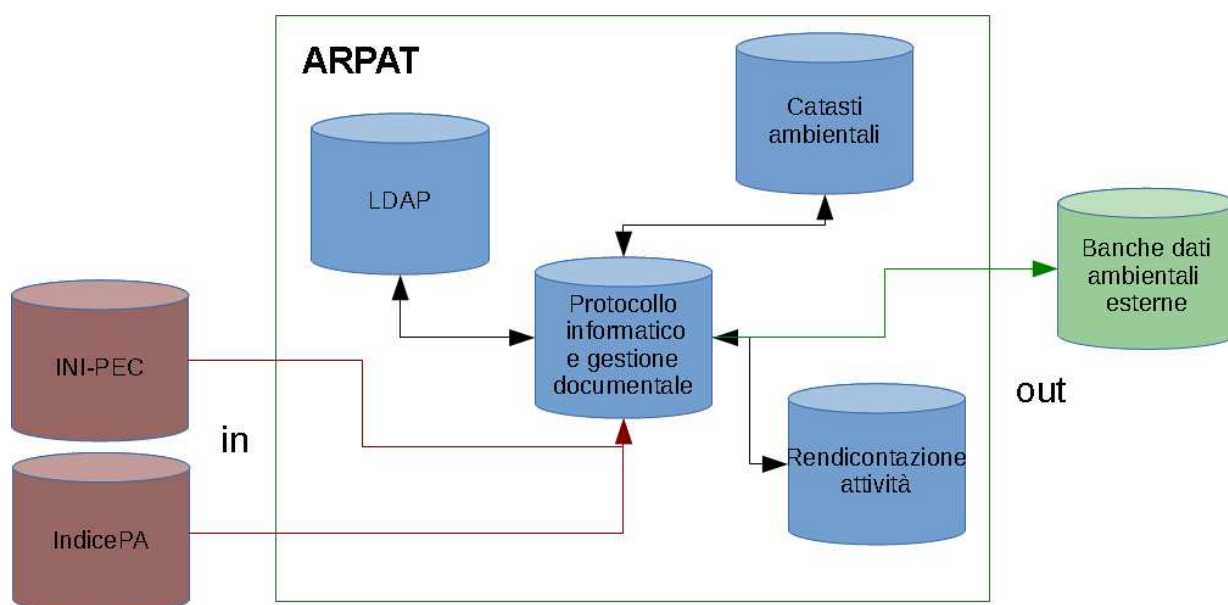 ARPAT
Catasti
ambientali
LDAP
Banche dati
ambientali
esterne
Protocollo
informatico
e gestione
documentale
INI-PEC
out
in
Rendicontazione
attività
IndicePA